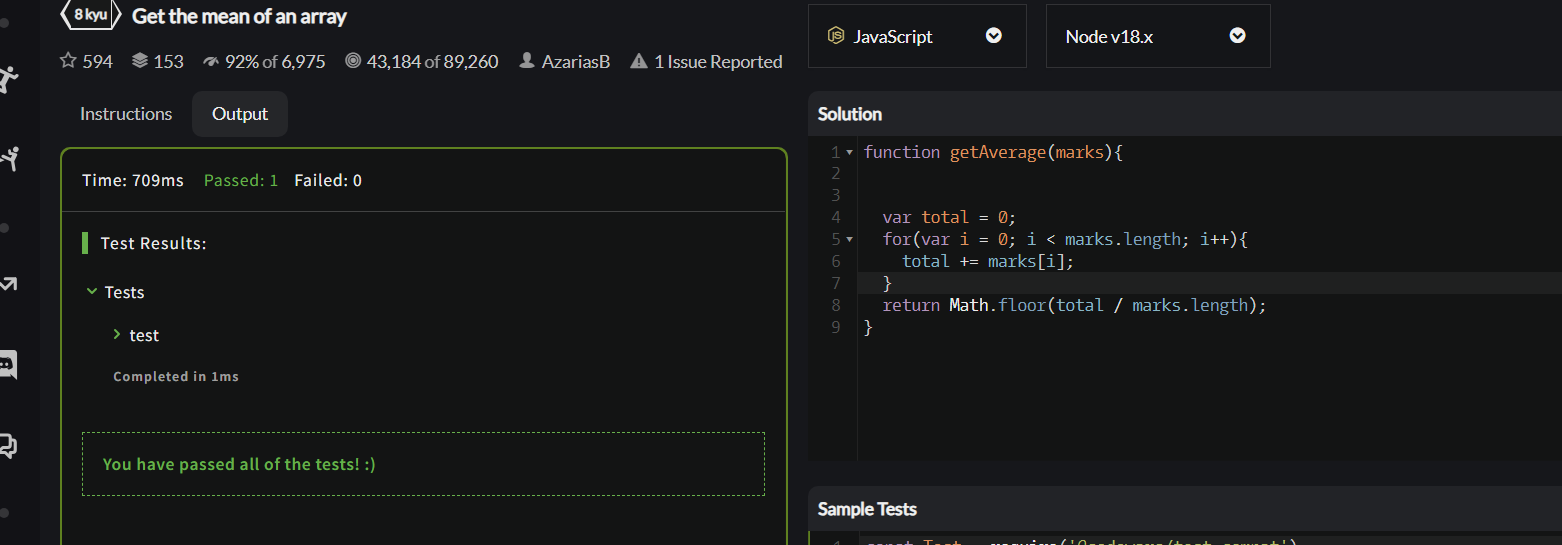 8 kyu Get the mean of an array
594 153 92% of 6,975 43,184 of 89,260 AzariasB 1 Issue Reported
Instructions Output
Time: 709ms Passed: 1 Failed: 0
Test Results:
Tests
test
Completed in 1ms
You have passed all of the tests! :)
JavaScript Node v18.x
Solution
1 function getAverage(marks){
2
3
4 var total = 0;
5 for(var i = 0; i < marks.length; i++){
6 total += marks[i];
7 }
8 return Math.floor(total / marks.length);
9 }
Sample Tests